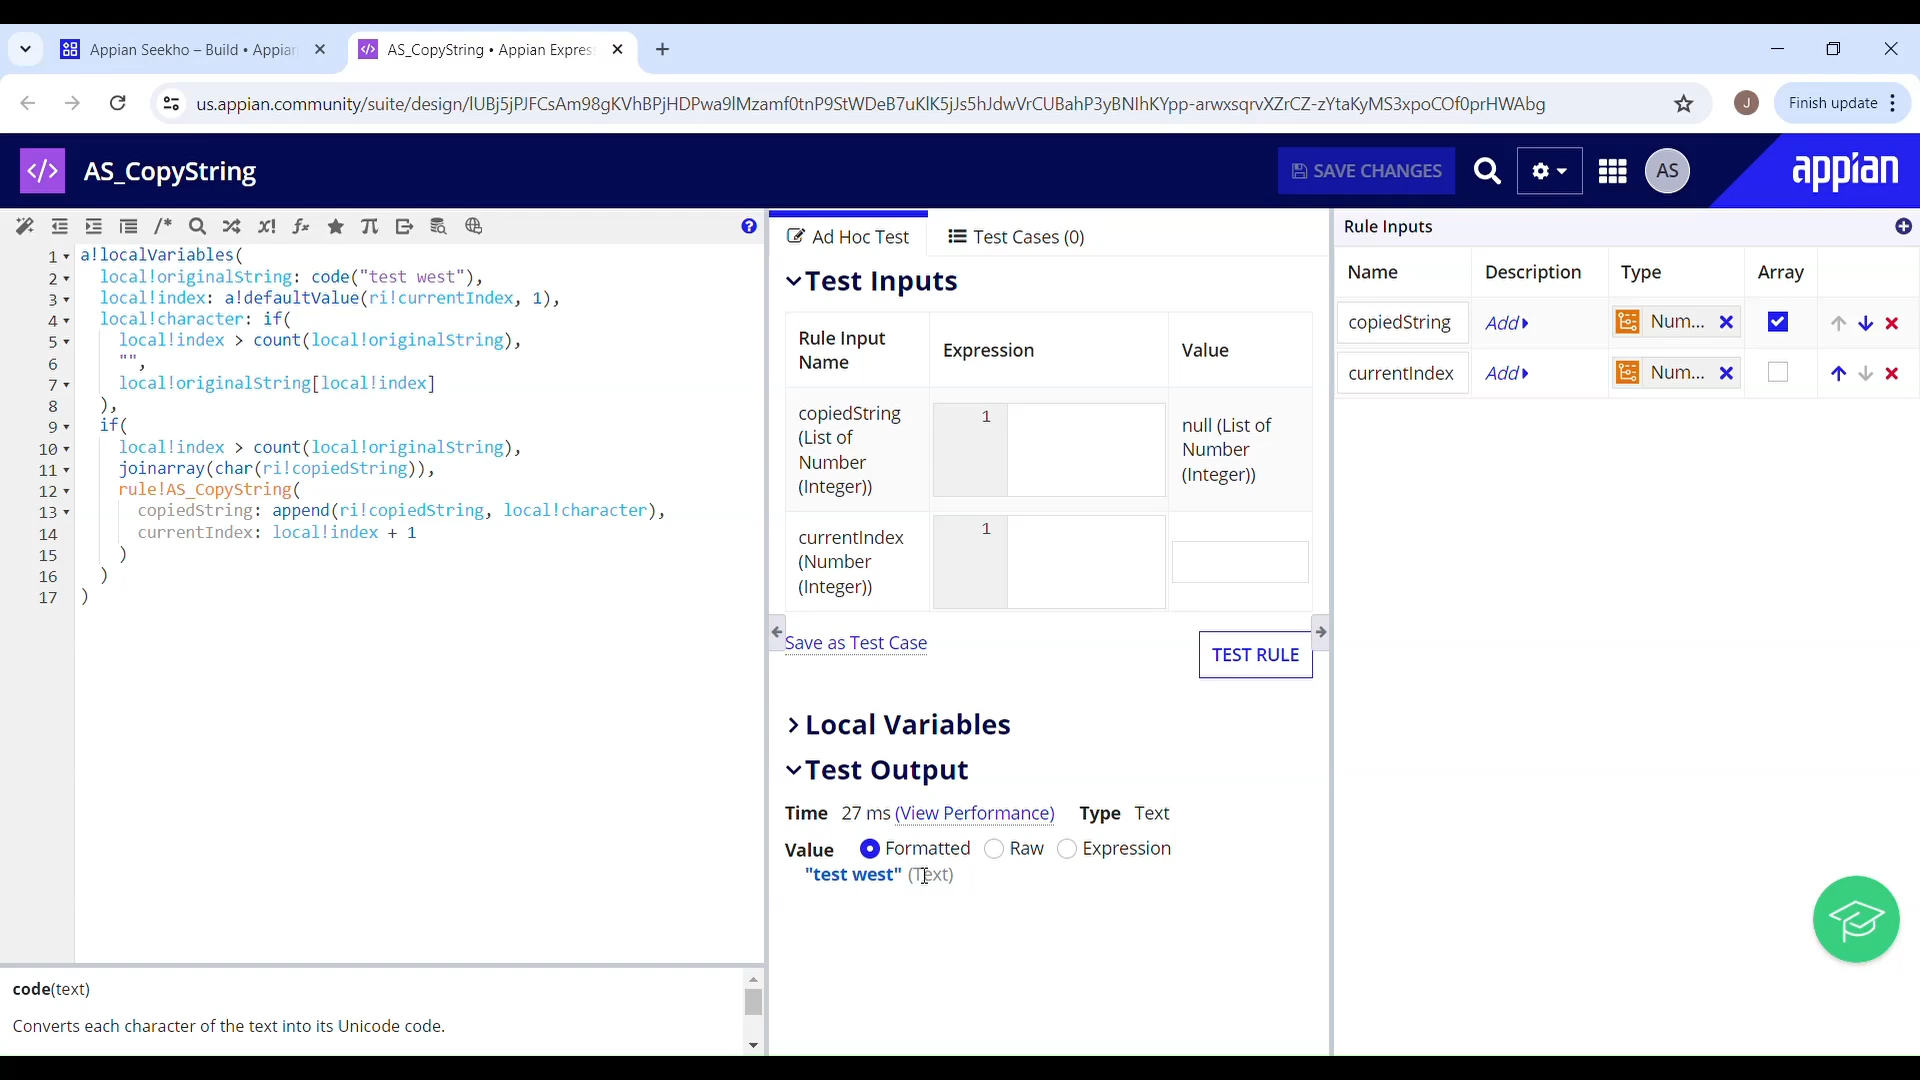 Appian Seekho – Build • Appian
AS_CopyString • Appian Expres
us.appian.community/suite/design/lUBj5jPJFCsAm98gKVhBPjHDPwa9lMzamf0tnP9StWDeB7uKlK5jJs5hJdwVrCUBahP3yBNIhKYpp-arwxsqrvXZrCZ-zYtaKyMS3xpoCOf0prHWAbg
J
Finish update
</> AS_CopyString
SAVE CHANGES
AS
appian
1 a!localVariables(
2 local!originalString: code("test west"),
3 local!index: a!defaultValue(ri!currentIndex, 1),
4 local!character: if(
5 local!index > count(local!originalString),
6 "",
7 local!originalString[local!index]
8 ),
9 if(
10 local!index > count(local!originalString),
11 joinarray(char(ri!copiedString)),
12 rule!AS_CopyString(
13 copiedString: append(ri!copiedString, local!character),
14 currentIndex: local!index + 1
15 )
16 )
17 )
code(text)
Converts each character of the text into its Unicode code.
Ad Hoc Test
Test Cases (0)
Test Inputs
Rule Input Name
Expression
Value
copiedString
(List of
Number
(Integer))
1
null (List of
Number
(Integer))
currentIndex
(Number
(Integer))
1
Save as Test Case
TEST RULE
Local Variables
Test Output
Time 27 ms (View Performance) Type Text
Value Formatted Raw Expression
"test west" (Text)
Rule Inputs
Name Description Type Array
copiedString Add Num...
currentIndex Add Num...